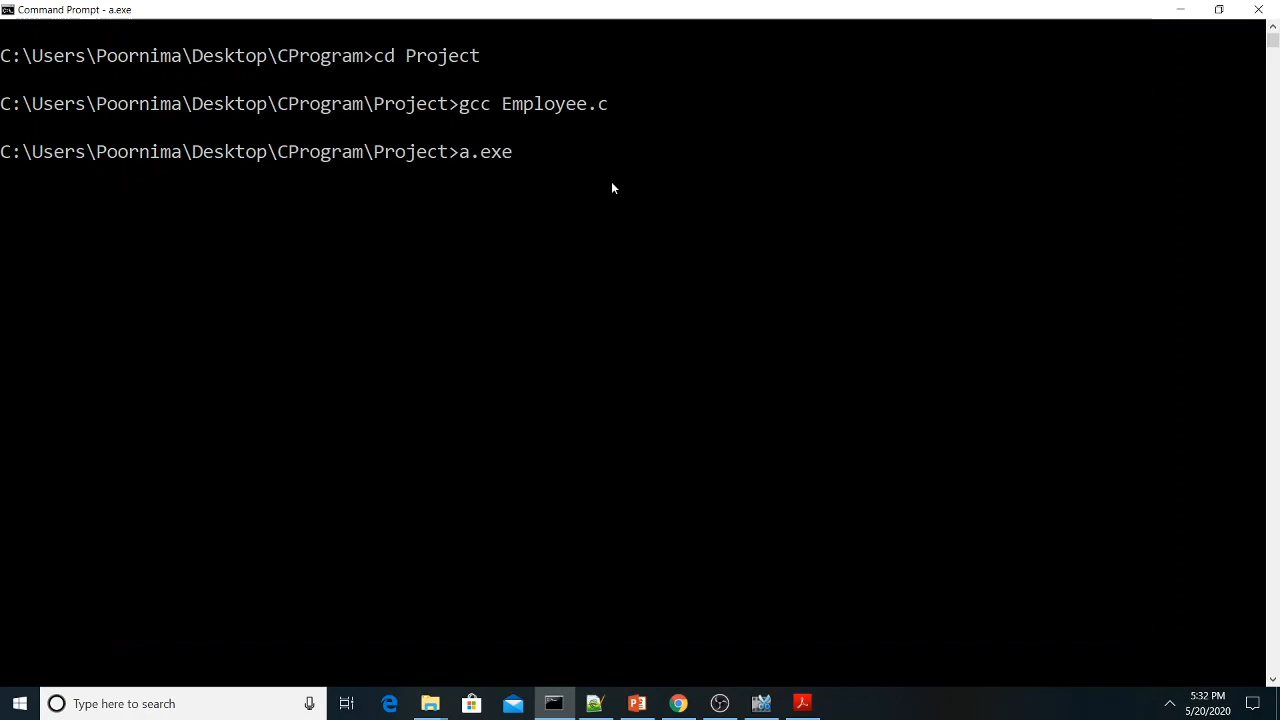 Command Prompt - a.exe
C:\Users\Poornima\Desktop\CProgram>cd Project
C:\Users\Poornima\Desktop\CProgram\Project>gcc Employee.c
C:\Users\Poornima\Desktop\CProgram\Project>a.exe
Type here to search
5:32 PM
5/20/2020